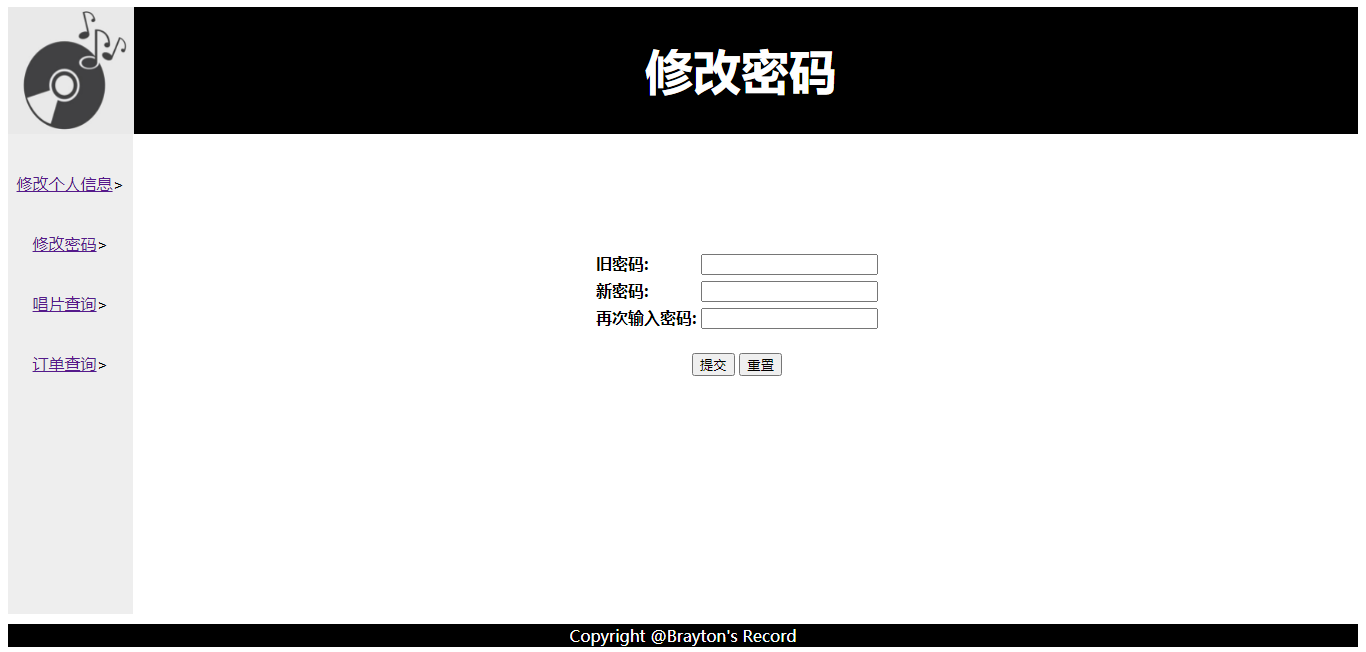 修改密码
修改个人信息>
修改密码>
唱片查询>
订单查询>
旧密码:
新密码:
再次输入密码:
提交 重置
Copyright @Brayton's Record